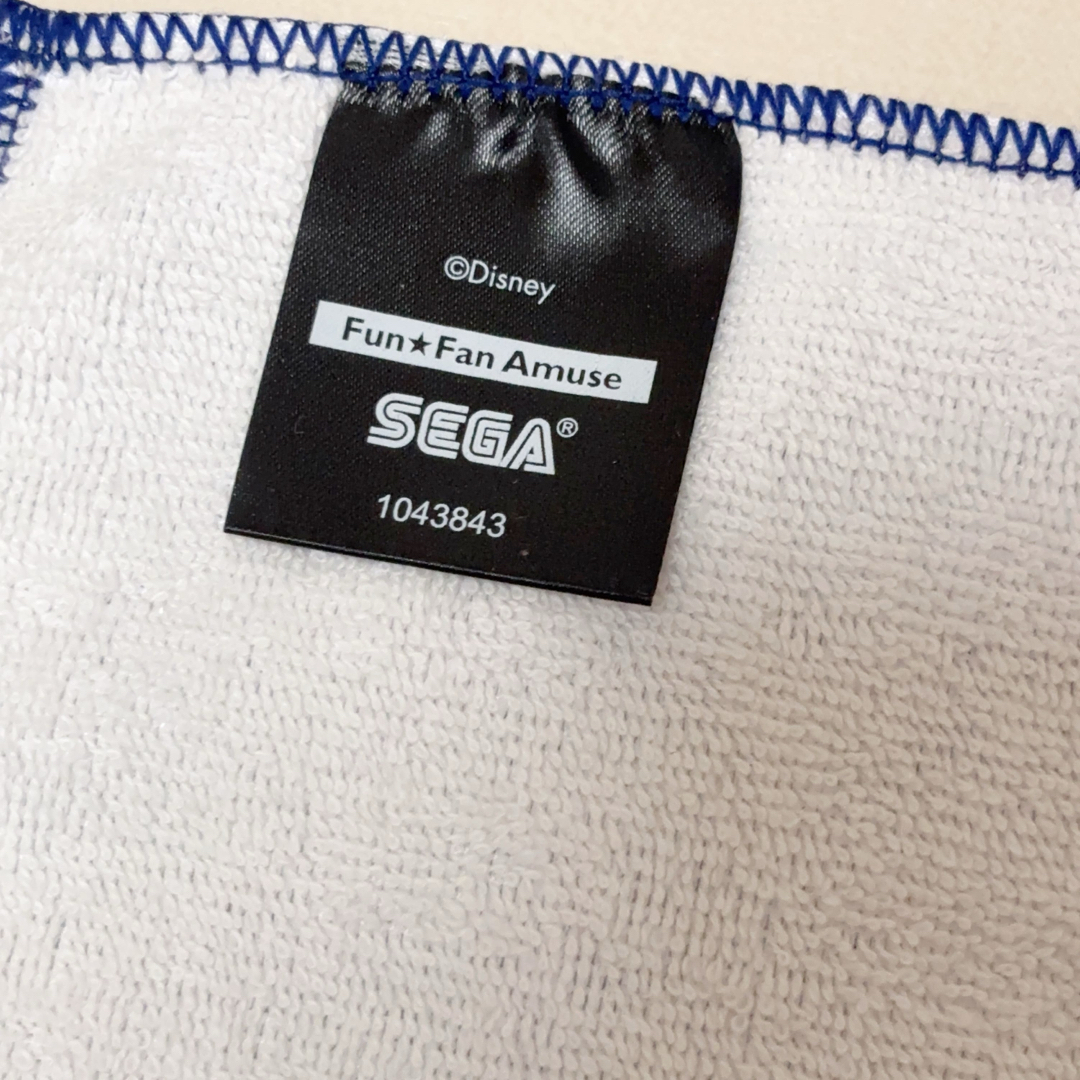 ©Disney
Fun★Fan Amuse
SEGA®
1043843